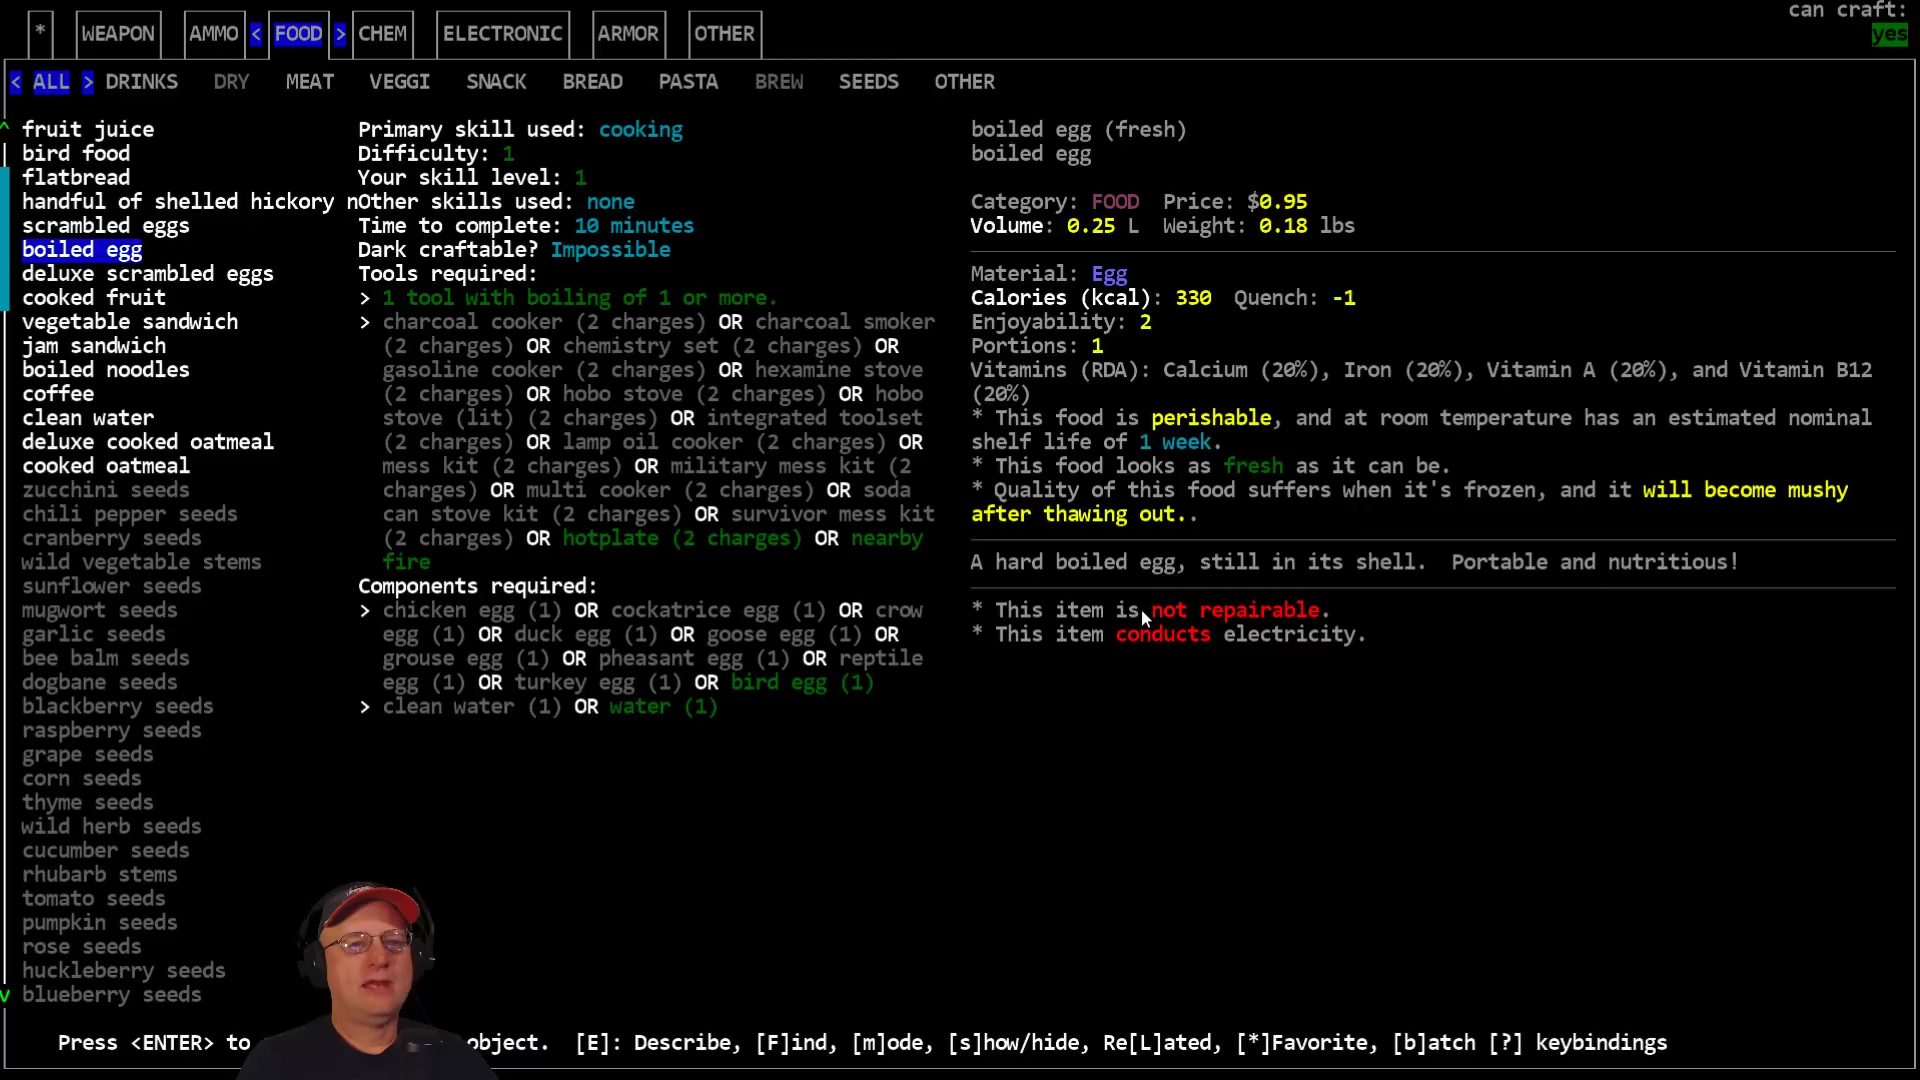 can craft:
yes
* WEAPON AMMO < FOOD > CHEM ELECTRONIC ARMOR OTHER
< ALL > DRINKS DRY MEAT VEGGI SNACK BREAD PASTA BREW SEEDS OTHER
^ fruit juice
bird food
flatbread
handful of shelled hickory n
scrambled eggs
boiled egg
deluxe scrambled eggs
cooked fruit
vegetable sandwich
jam sandwich
boiled noodles
coffee
clean water
deluxe cooked oatmeal
cooked oatmeal
zucchini seeds
chili pepper seeds
cranberry seeds
wild vegetable stems
sunflower seeds
mugwort seeds
garlic seeds
bee balm seeds
dogbane seeds
blackberry seeds
raspberry seeds
grape seeds
corn seeds
thyme seeds
wild herb seeds
cucumber seeds
rhubarb stems
tomato seeds
pumpkin seeds
rose seeds
huckleberry seeds
v blueberry seeds
Primary skill used: cooking
Difficulty: 1
Your skill level: 1
Other skills used: none
Time to complete: 10 minutes
Dark craftable? Impossible
Tools required:
> 1 tool with boiling of 1 or more.
> charcoal cooker (2 charges) OR charcoal smoker
(2 charges) OR chemistry set (2 charges) OR
gasoline cooker (2 charges) OR hexamine stove
(2 charges) OR hobo stove (2 charges) OR hobo
stove (lit) (2 charges) OR integrated toolset
(2 charges) OR lamp oil cooker (2 charges) OR
mess kit (2 charges) OR military mess kit (2
charges) OR multi cooker (2 charges) OR soda
can stove kit (2 charges) OR survivor mess kit
(2 charges) OR hotplate (2 charges) OR nearby
fire
Components required:
> chicken egg (1) OR cockatrice egg (1) OR crow
egg (1) OR duck egg (1) OR goose egg (1) OR
grouse egg (1) OR pheasant egg (1) OR reptile
egg (1) OR turkey egg (1) OR bird egg (1)
> clean water (1) OR water (1)
boiled egg (fresh)
boiled egg
Category: FOOD Price: $0.95
Volume: 0.25 L Weight: 0.18 lbs
Material: Egg
Calories (kcal): 330 Quench: -1
Enjoyability: 2
Portions: 1
Vitamins (RDA): Calcium (20%), Iron (20%), Vitamin A (20%), and Vitamin B12
(20%)
* This food is perishable, and at room temperature has an estimated nominal
shelf life of 1 week.
* This food looks as fresh as it can be.
* Quality of this food suffers when it's frozen, and it will become mushy
after thawing out..
A hard boiled egg, still in its shell. Portable and nutritious!
* This item is not repairable.
* This item conducts electricity.
Press <ENTER> to object. [E]: Describe, [F]ind, [m]ode, [s]how/hide, Re[L]ated, [*]Favorite, [b]atch [?] keybindings